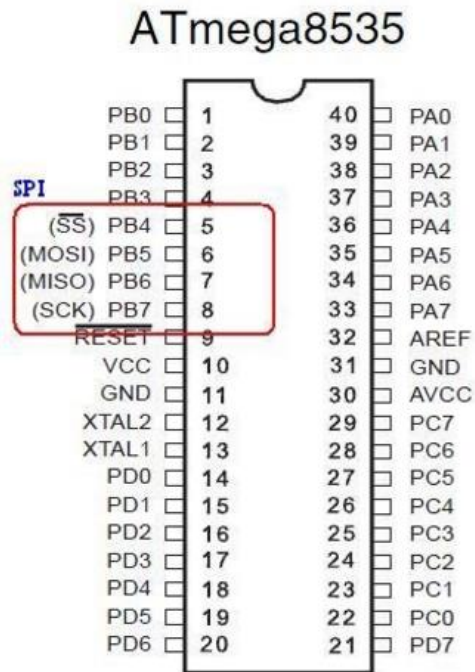 ATmega8535
PB0 1 40 PA0
PB1 2 39 PA1
PB2 3 38 PA2
SPI
PB3 4 37 PA3
(SS) PB4 5 36 PA4
(MOSI) PB5 6 35 PA5
(MISO) PB6 7 34 PA6
(SCK) PB7 8 33 PA7
RESET 9 32 AREF
VCC 10 31 GND
GND 11 30 AVCC
XTAL2 12 29 PC7
XTAL1 13 28 PC6
PD0 14 27 PC5
PD1 15 26 PC4
PD2 16 25 PC3
PD3 17 24 PC2
PD4 18 23 PC1
PD5 19 22 PC0
PD6 20 21 PD7